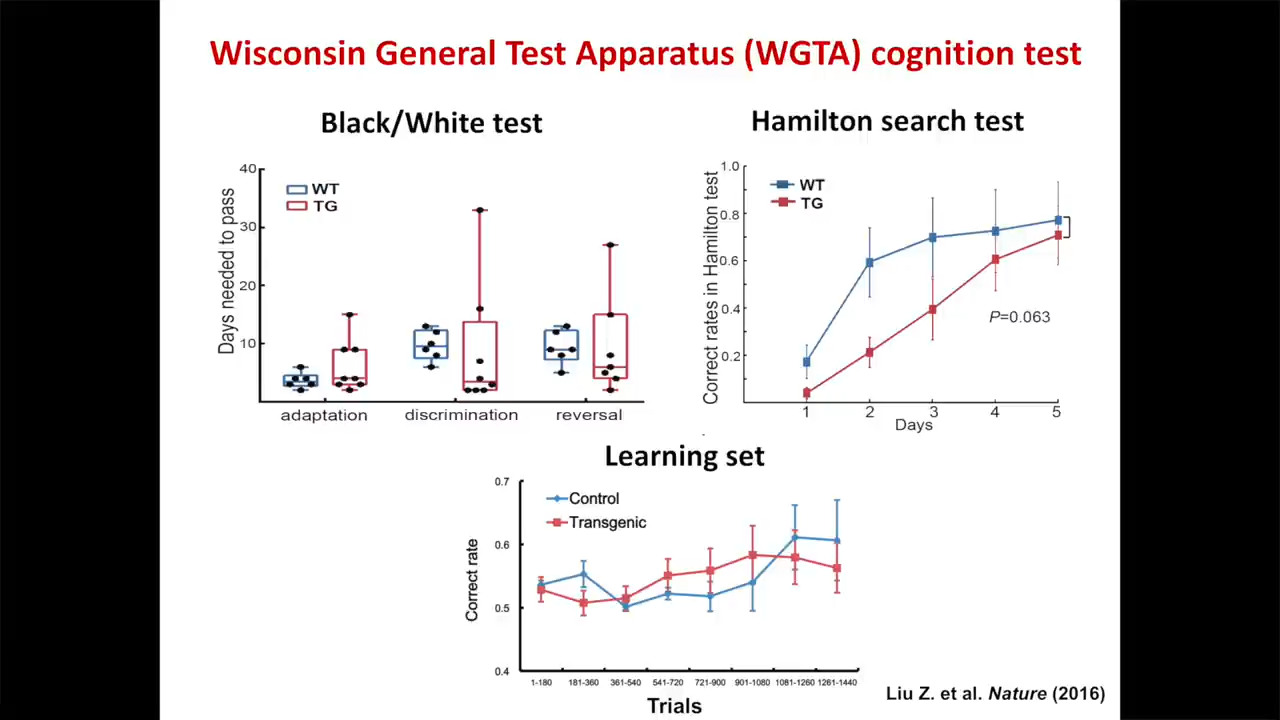 Wisconsin General Test Apparatus (WGTA) cognition test
Black/White test
Days needed to pass
40
30
20
10
WT
TG
adaptation
discrimination
reversal
Hamilton search test
Correct rates in Hamilton test
1.0
0.8
0.6
0.4
0.2
WT
TG
P=0.063
1
2
3
4
5
Days
Learning set
Correct rate
0.7
0.6
0.5
0.4
Control
Transgenic
1-180
181-360
361-540
541-720
721-900
901-1080
1081-1260
1261-1440
Trials
Liu Z. et al. Nature (2016)